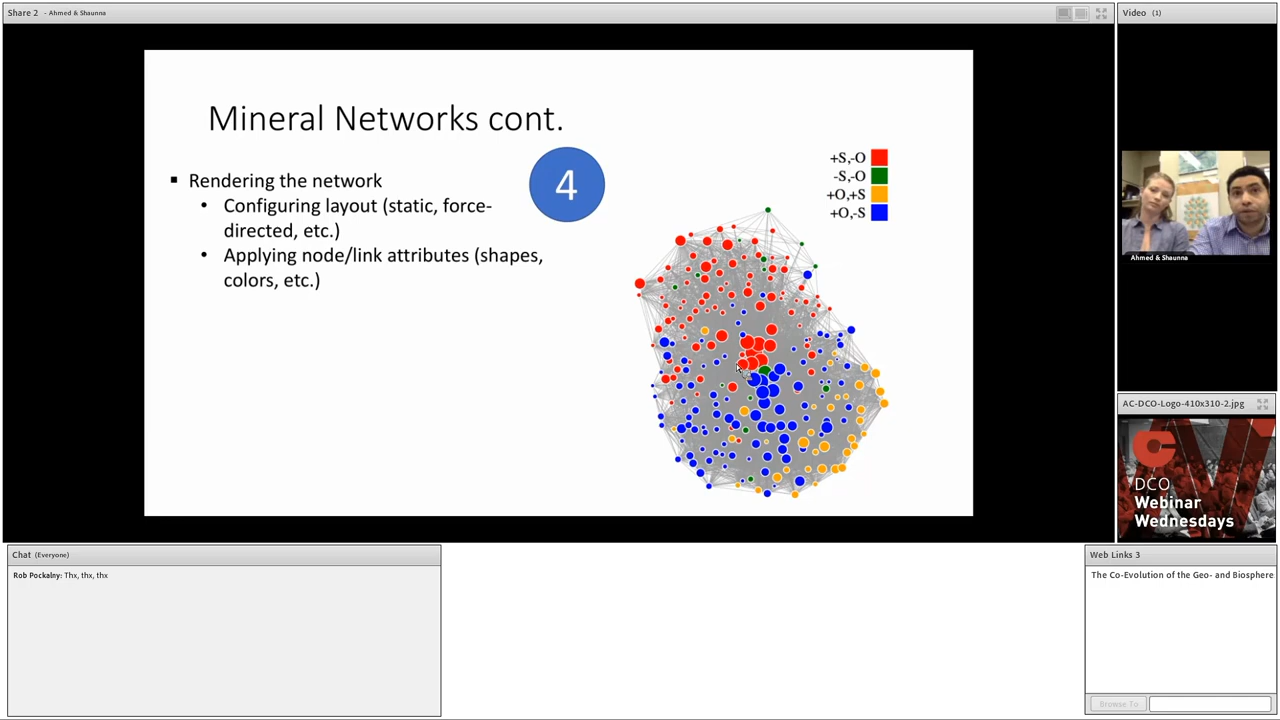 Share 2 - Ahmed & Shaunna
Mineral Networks cont.
▪ Rendering the network
• Configuring layout (static, force-
directed, etc.)
• Applying node/link attributes (shapes,
colors, etc.)
4
+S,-O
-S,-O
+O,+S
+O,-S
Video (1)
Ahmed & Shaunna
AC-DCO-Logo-410x310-2.jpg
DCO
Webinar
Wednesdays
Chat (Everyone)
Rob Pockalny: Thx, thx, thx
Web Links 3
The Co-Evolution of the Geo- and Biosphere
Browse To